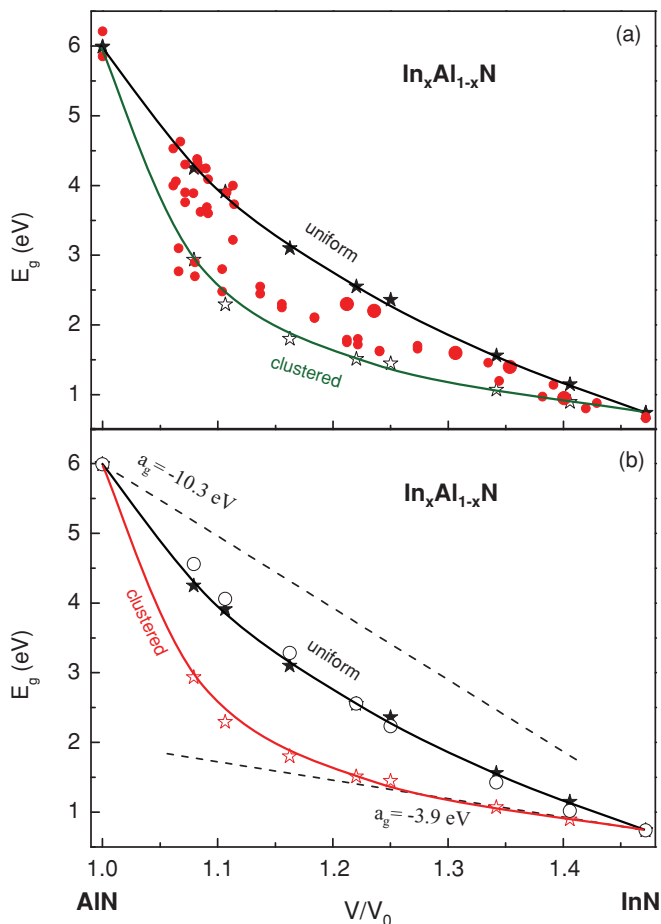 (a)
InxAl1-xN
6
5
4
3
2
1
Eg (eV)
uniform
clustered
(b)
InxAl1-xN
ag = -10.3 eV
6
5
4
3
2
1
Eg (eV)
clustered
uniform
ag = -3.9 eV
1.0 1.1 1.2 1.3 1.4
AlN V/V0 InN